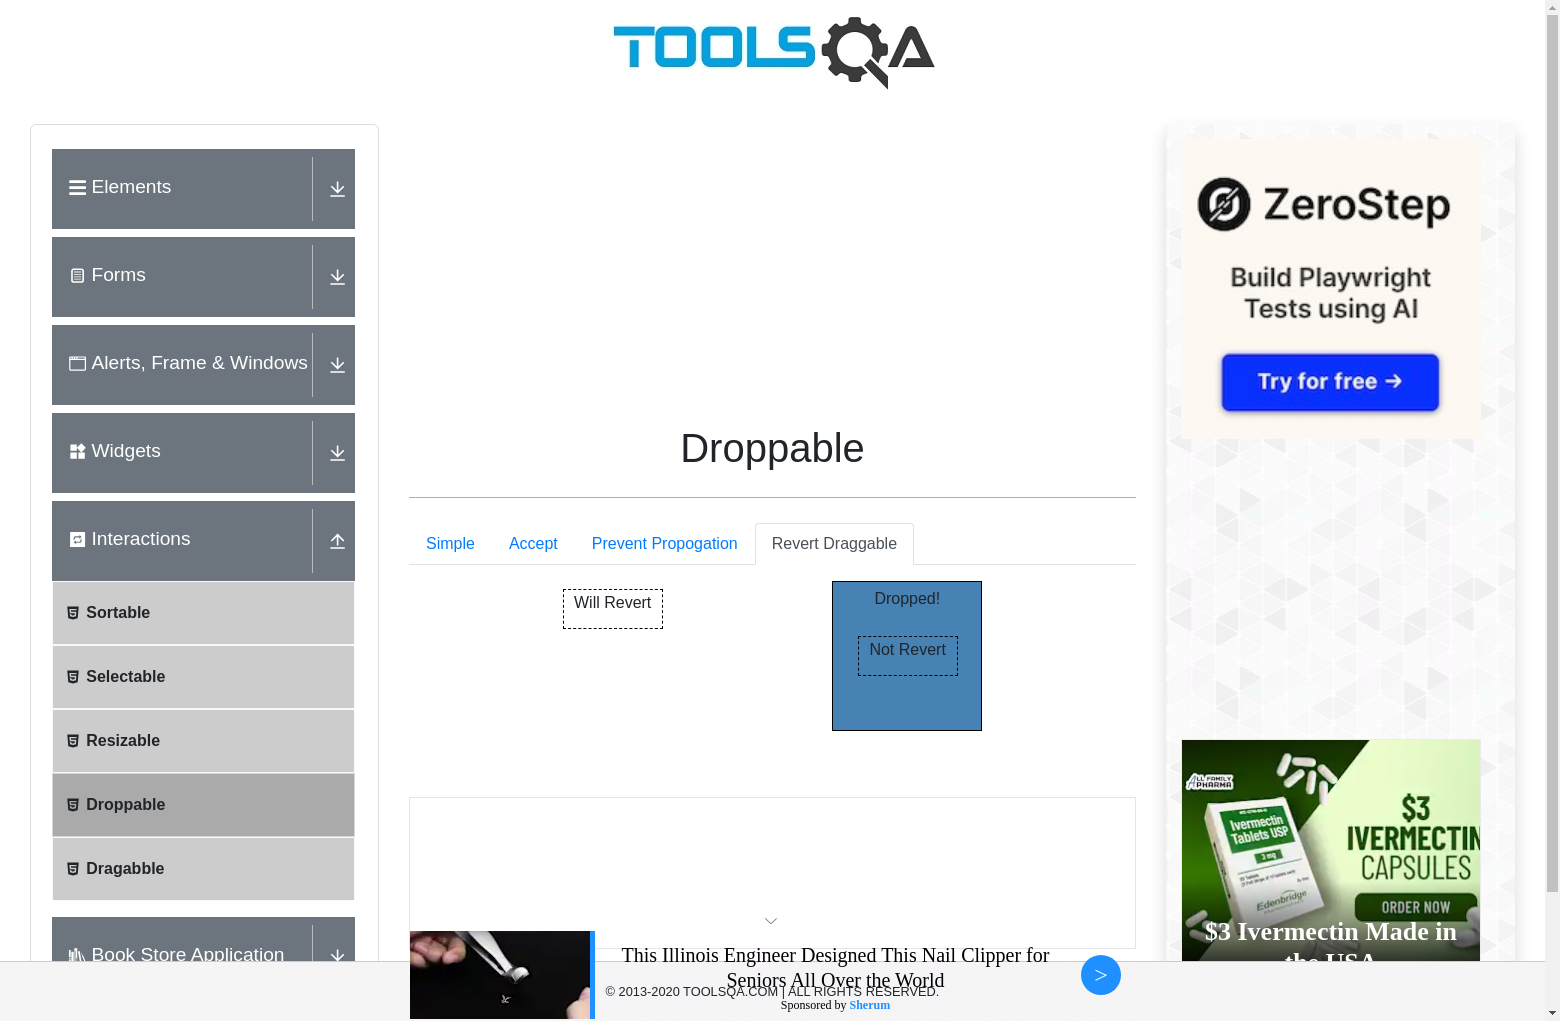 TOOLSQA
Elements
Forms
Alerts, Frame & Windows
Widgets
Interactions
Sortable
Selectable
Resizable
Droppable
Dragabble
Book Store Application
Droppable
Simple
Accept
Prevent Propogation
Revert Draggable
Will Revert
Dropped!
Not Revert
ZeroStep
Build Playwright
Tests using AI
Try for free →
ALL FAMILY
PHARMA
Ivermectin
Tablets USP
3 mg
Edenbridge
$3
IVERMECTIN
CAPSULES
ORDER NOW
$3 Ivermectin Made in
the USA
This Illinois Engineer Designed This Nail Clipper for
Seniors All Over the World
>
© 2013-2020 TOOLSQA.COM | ALL RIGHTS RESERVED.
Sponsored by Sherum